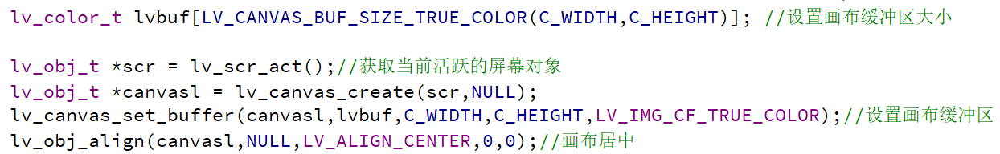 lv_color_t lvbuf[LV_CANVAS_BUF_SIZE_TRUE_COLOR(C_WIDTH,C_HEIGHT)]; //设置画布缓冲区大小
lv_obj_t *scr = lv_scr_act();//获取当前活跃的屏幕对象
lv_obj_t *canvasl = lv_canvas_create(scr,NULL);
lv_canvas_set_buffer(canvasl,lvbuf,C_WIDTH,C_HEIGHT,LV_IMG_CF_TRUE_COLOR);//设置画布缓冲区
lv_obj_align(canvasl,NULL,LV_ALIGN_CENTER,0,0);//画布居中